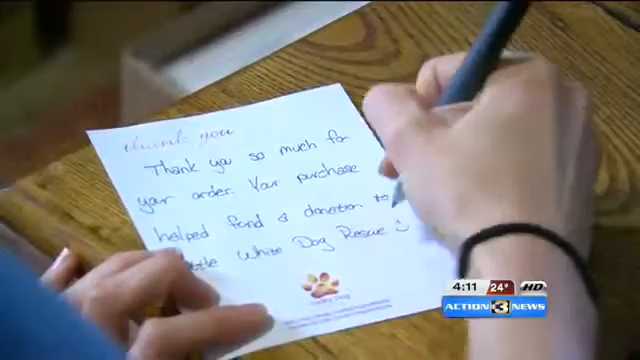 thank you
Thank you so much for
your order. Your purchase
helped fund a donation to
White Dog Rescue
4:11 24° HD
ACTION 3 NEWS